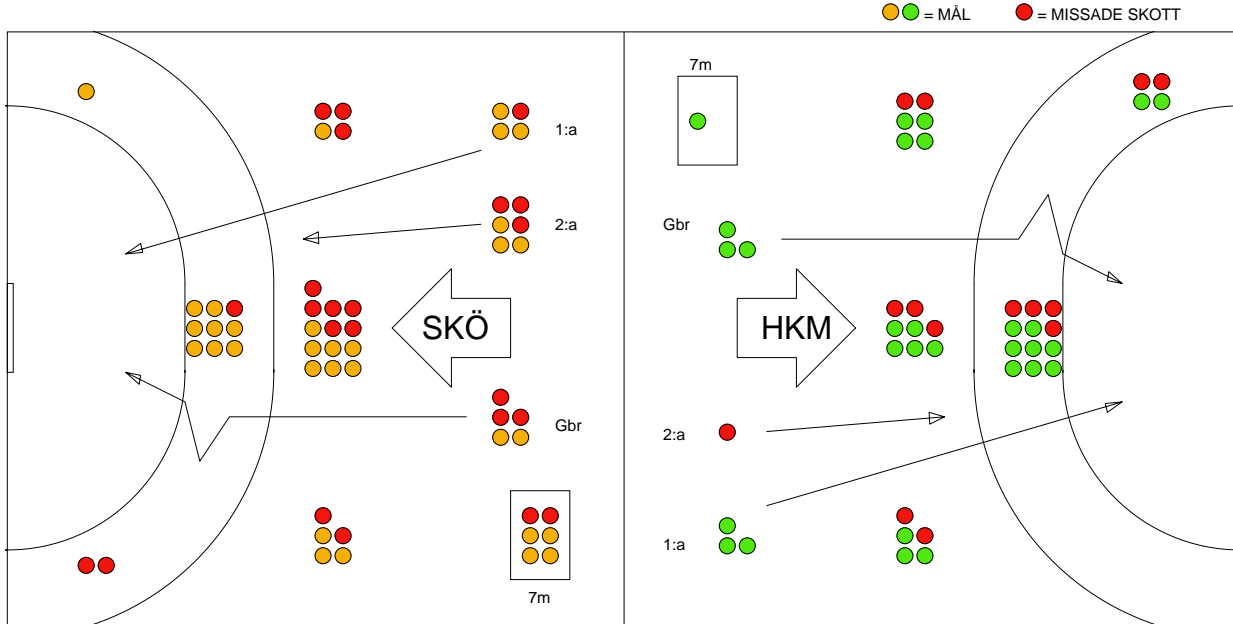 = MÅL = MISSADE SKOTT
7m
1:a
2:a
Gbr
SKÖ
HKM
Gbr
2:a
1:a
7m